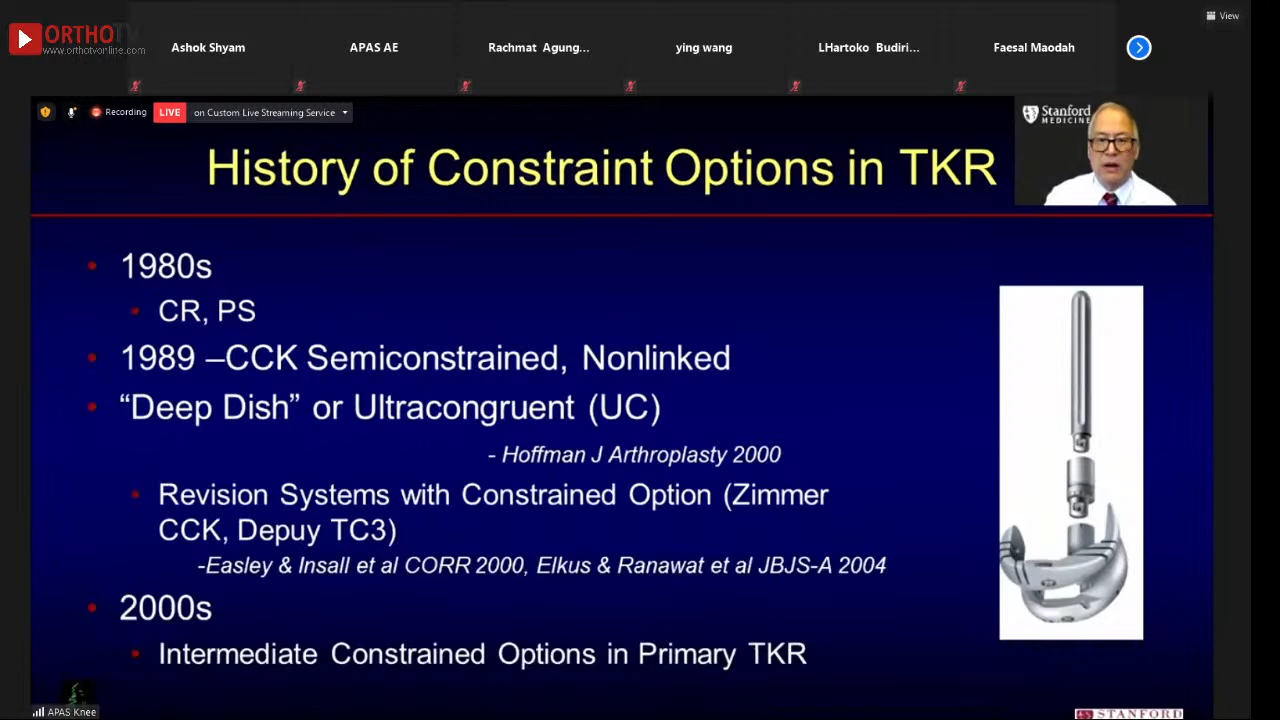 ORTHOTV
www.orthotvonline.com
View
Ashok Shyam
APAS AE
Rachmat Agung...
ying wang
LHartoko Budiri...
Faesal Maodah
Recording
LIVE
on Custom Live Streaming Service
Stanford
MEDICINE
History of Constraint Options in TKR
• 1980s
• CR, PS
• 1989 –CCK Semiconstrained, Nonlinked
• “Deep Dish” or Ultracongruent (UC)
- Hoffman J Arthroplasty 2000
• Revision Systems with Constrained Option (Zimmer
CCK, Depuy TC3)
-Easley & Insall et al CORR 2000, Elkus & Ranawat et al JBJS-A 2004
• 2000s
• Intermediate Constrained Options in Primary TKR
APAS Knee
STANFORD